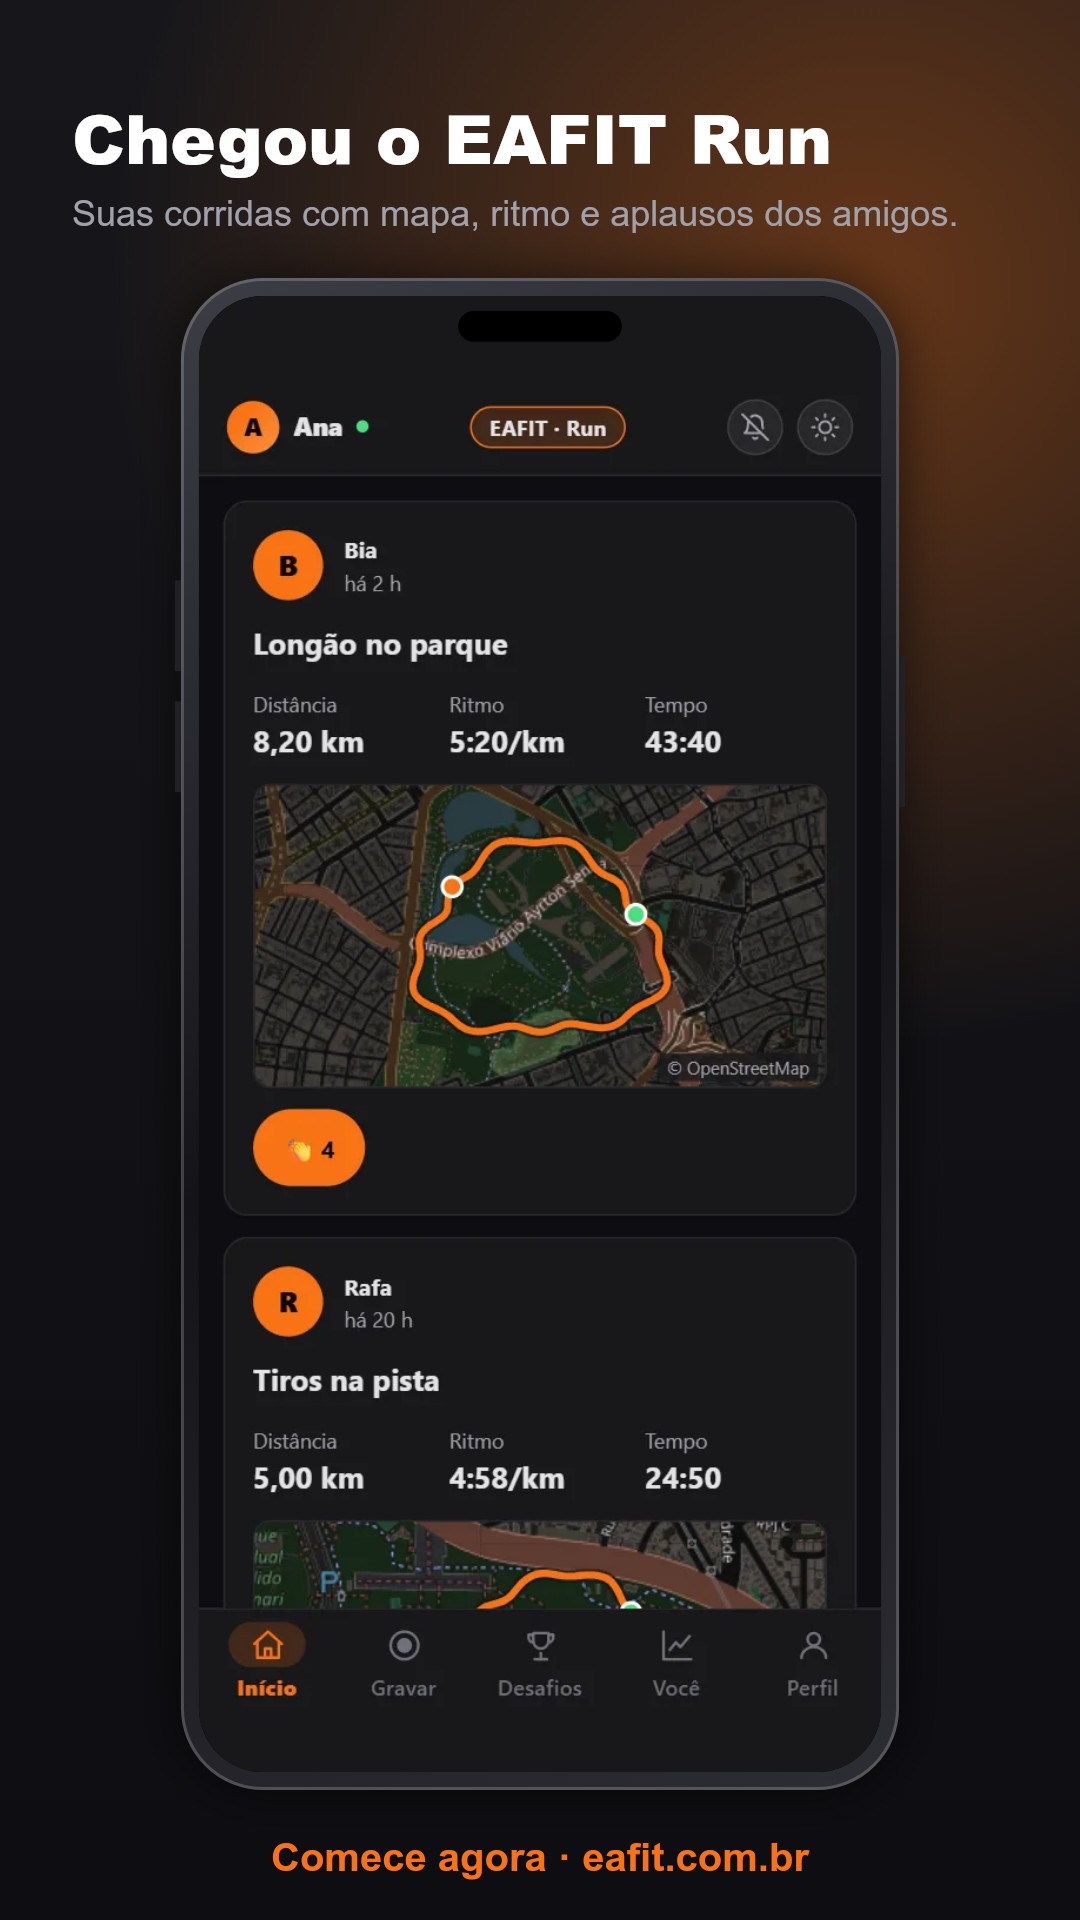 Chegou o EAFIT Run
Suas corridas com mapa, ritmo e aplausos dos amigos.
A Ana
EAFIT · Run
B
Bia
há 2 h
Longão no parque
Distância Ritmo Tempo
8,20 km 5:20/km 43:40
Viário Ayrton
© OpenStreetMap
👏 4
R
Rafa
há 20 h
Tiros na pista
Distância Ritmo Tempo
5,00 km 4:58/km 24:50
P
Início Gravar Desafios Você Perfil
Comece agora · eafit.com.br